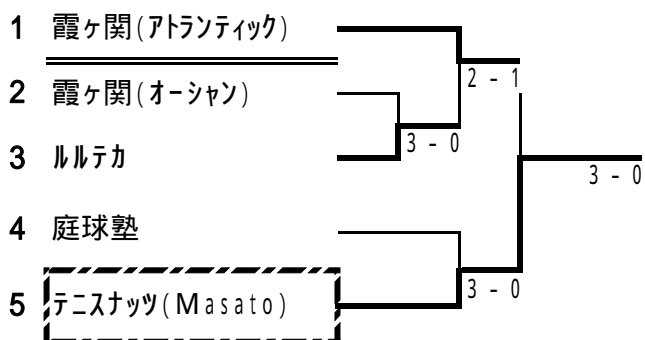 1 霞ヶ関(アトランティック)
2 - 1
2 霞ヶ関(オーシャン)
3 - 0
3 ルルテカ
3 - 0
4 庭球塾
3 - 0
5 テニスナッツ(Masato)